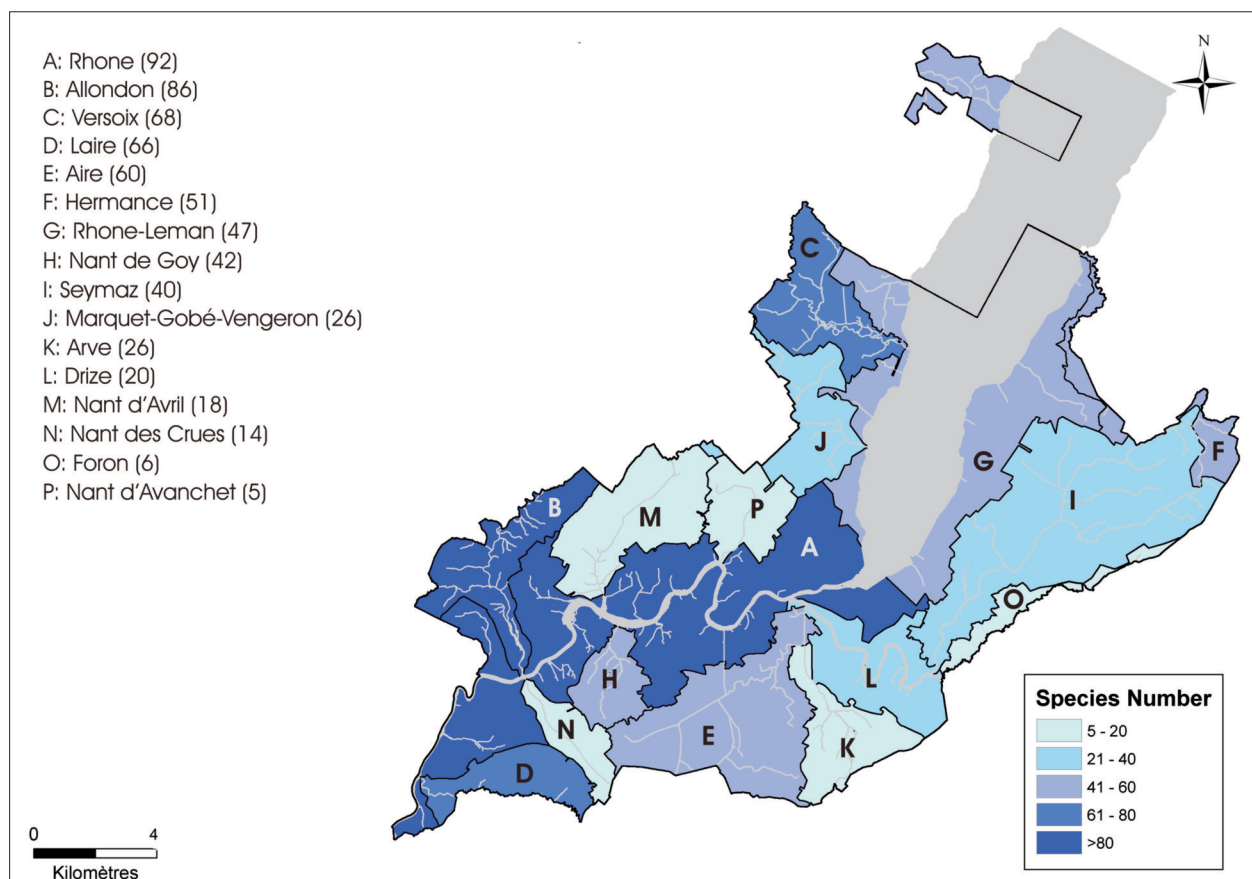 A: Rhone (92)
B: Allondon (86)
C: Versoix (68)
D: Laire (66)
E: Aire (60)
F: Hermance (51)
G: Rhone-Leman (47)
H: Nant de Goy (42)
I: Seymaz (40)
J: Marquet-Gobé-Vengeron (26)
K: Arve (26)
L: Drize (20)
M: Nant d'Avril (18)
N: Nant des Crues (14)
O: Foron (6)
P: Nant d'Avanchet (5)
N
C
J
G
F
I
B
M
P
A
O
H
L
N
E
K
D
Species Number
5 - 20
21 - 40
41 - 60
61 - 80
>80
0 4
Kilomètres